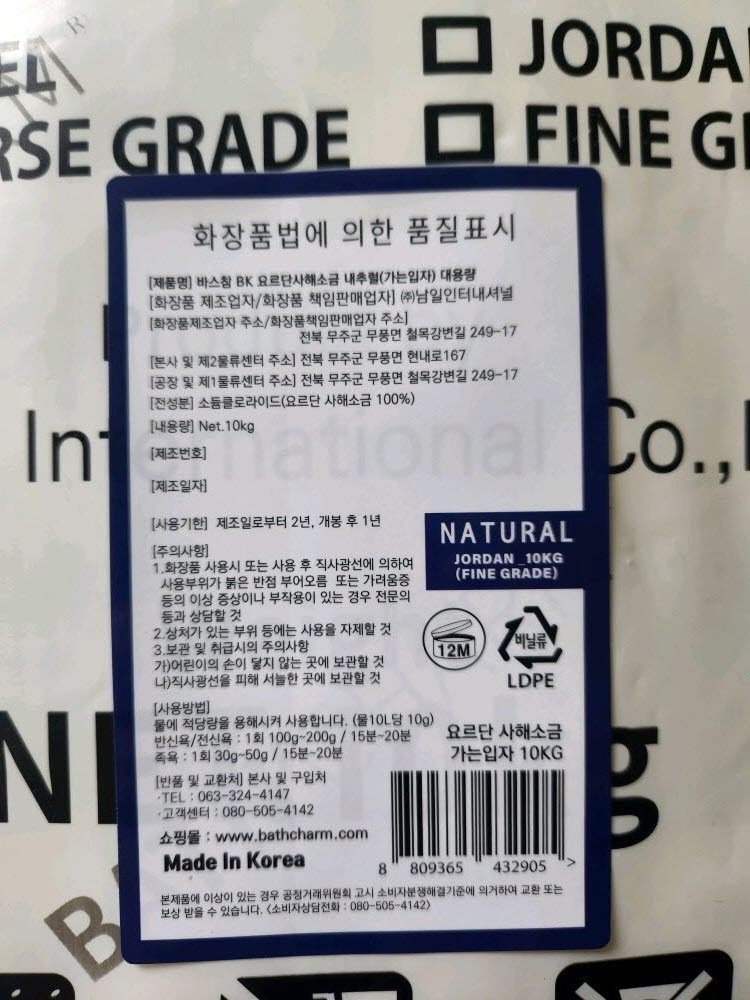 JORDA
RSE GRADE
FINE G
화장품법에 의한 품질표시
[제품명] 바스참 BK 요르단사해소금 내추럴(가는입자) 대용량
[화장품 제조업자/화장품 책임판매업자] ㈜남일인터내셔널
[화장품제조업자 주소/화장품책임판매업자 주소]
전북 무주군 무풍면 철목강변길 249-17
[본사 및 제2물류센터 주소] 전북 무주군 무풍면 현내로167
[공장 및 제1물류센터 주소] 전북 무주군 무풍면 철목강변길 249-17
[전성분] 소듐클로라이드(요르단 사해소금 100%)
[내용량] Net.10kg
International Co.,
[제조번호]
[제조일자]
[사용기한] 제조일로부터 2년, 개봉 후 1년
NATURAL
JORDAN _10KG
(FINE GRADE)
[주의사항]
1.화장품 사용시 또는 사용 후 직사광선에 의하여
사용부위가 붉은 반점 부어오름 또는 가려움증
등의 이상 증상이나 부작용이 있는 경우 전문의
등과 상담할 것
2.상처가 있는 부위 등에는 사용을 자제할 것
3.보관 및 취급시의 주의사항
가)어린이의 손이 닿지 않는 곳에 보관할 것
나)직사광선을 피해 서늘한 곳에 보관할 것
12M
비닐류
LDPE
[사용방법]
물에 적당량을 용해시켜 사용합니다. (물10L당 10g)
반신욕/전신욕 : 1회 100g~200g / 15분~20분
족욕 : 1회 30g~50g / 15분~20분
요르단 사해소금
가는입자 10KG
[반품 및 교환처] 본사 및 구입처
·TEL : 063-324-4147
·고객센터 : 080-505-4142
쇼핑몰 : www.bathcharm.com
Made In Korea
8 809365 432905 >
본제품에 이상이 있는 경우 공정거래위원회 고시 소비자분쟁해결기준에 의거하여 교환 또는
보상 받을 수 있습니다. <소비자상담전화 : 080-505-4142>